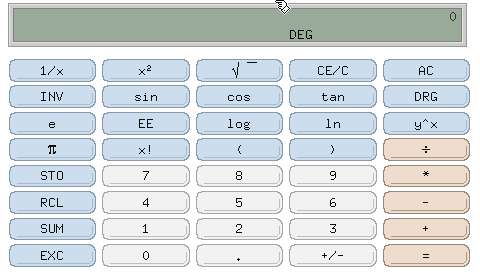 0
DEG
1/x x² √‾ CE/C AC
INV sin cos tan DRG
e EE log ln y^x
π x! ( ) ÷
STO 7 8 9 *
RCL 4 5 6 -
SUM 1 2 3 +
EXC 0 . +/- =